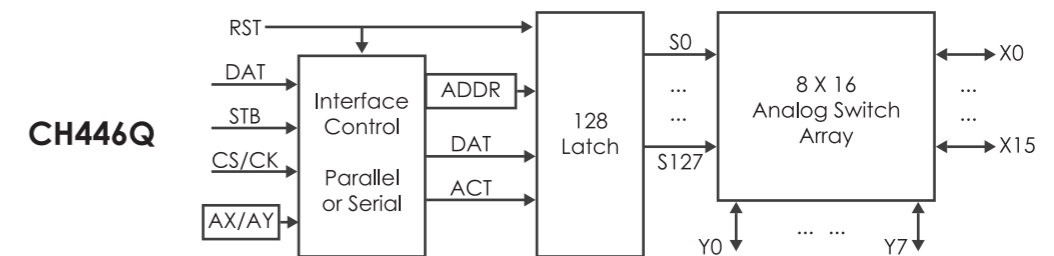 CH446Q
RST
DAT
STB
CS/CK
AX/AY
Interface
Control
Parallel
or Serial
ADDR
DAT
ACT
128
Latch
S0
...
...
S127
8 X 16
Analog Switch
Array
X0
...
...
X15
Y0
... ...
Y7